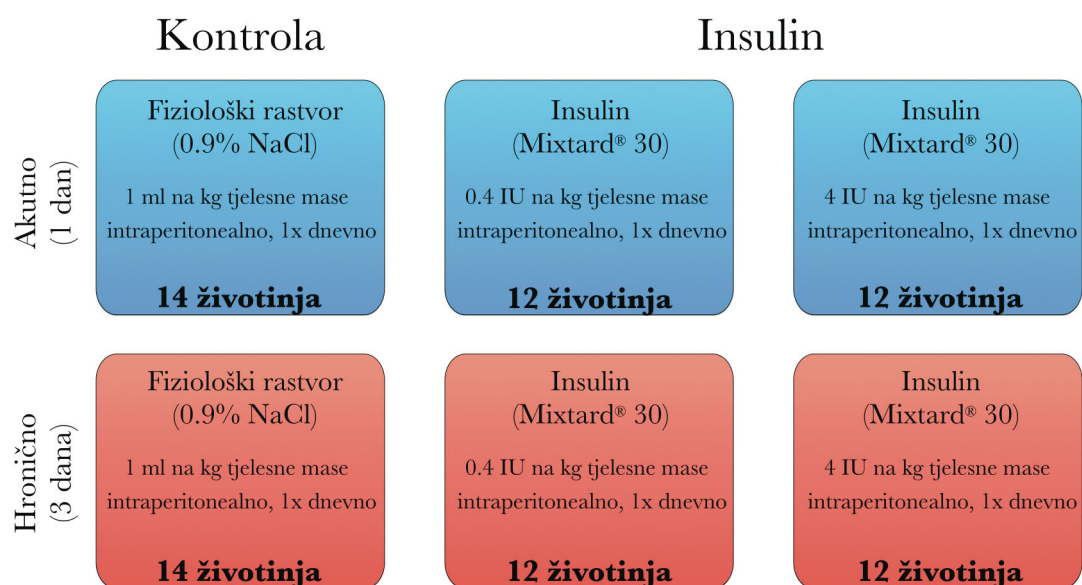 Kontrola
Insulin
Akutno
(1 dan)
Fiziološki rastvor
(0.9% NaCl)
1 ml na kg tjelesne mase
intraperitonealno, 1x dnevno
14 životinja
Insulin
(Mixtard® 30)
0.4 IU na kg tjelesne mase
intraperitonealno, 1x dnevno
12 životinja
Insulin
(Mixtard® 30)
4 IU na kg tjelesne mase
intraperitonealno, 1x dnevno
12 životinja
Hronično
(3 dana)
Fiziološki rastvor
(0.9% NaCl)
1 ml na kg tjelesne mase
intraperitonealno, 1x dnevno
14 životinja
Insulin
(Mixtard® 30)
0.4 IU na kg tjelesne mase
intraperitonealno, 1x dnevno
12 životinja
Insulin
(Mixtard® 30)
4 IU na kg tjelesne mase
intraperitonealno, 1x dnevno
12 životinja